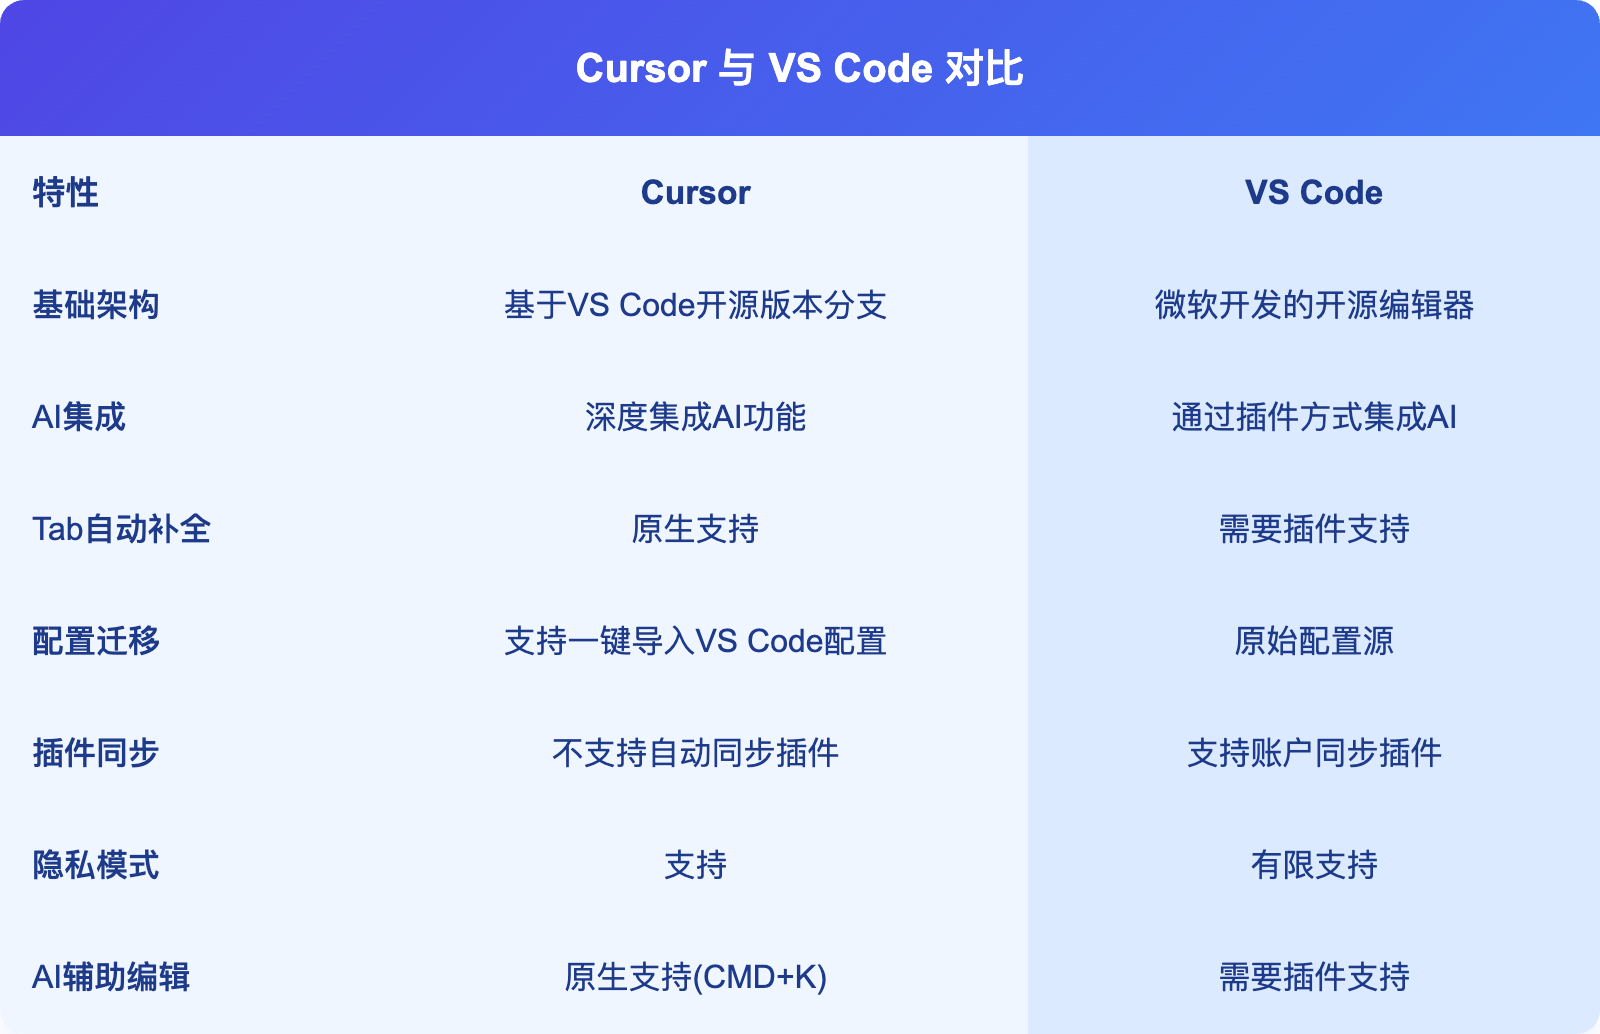 Cursor 与 VS Code 对比
特性 Cursor VS Code
基础架构 基于VS Code开源版本分支 微软开发的开源编辑器
AI集成 深度集成AI功能 通过插件方式集成AI
Tab自动补全 原生支持 需要插件支持
配置迁移 支持一键导入VS Code配置 原始配置源
插件同步 不支持自动同步插件 支持账户同步插件
隐私模式 支持 有限支持
AI辅助编辑 原生支持(CMD+K) 需要插件支持